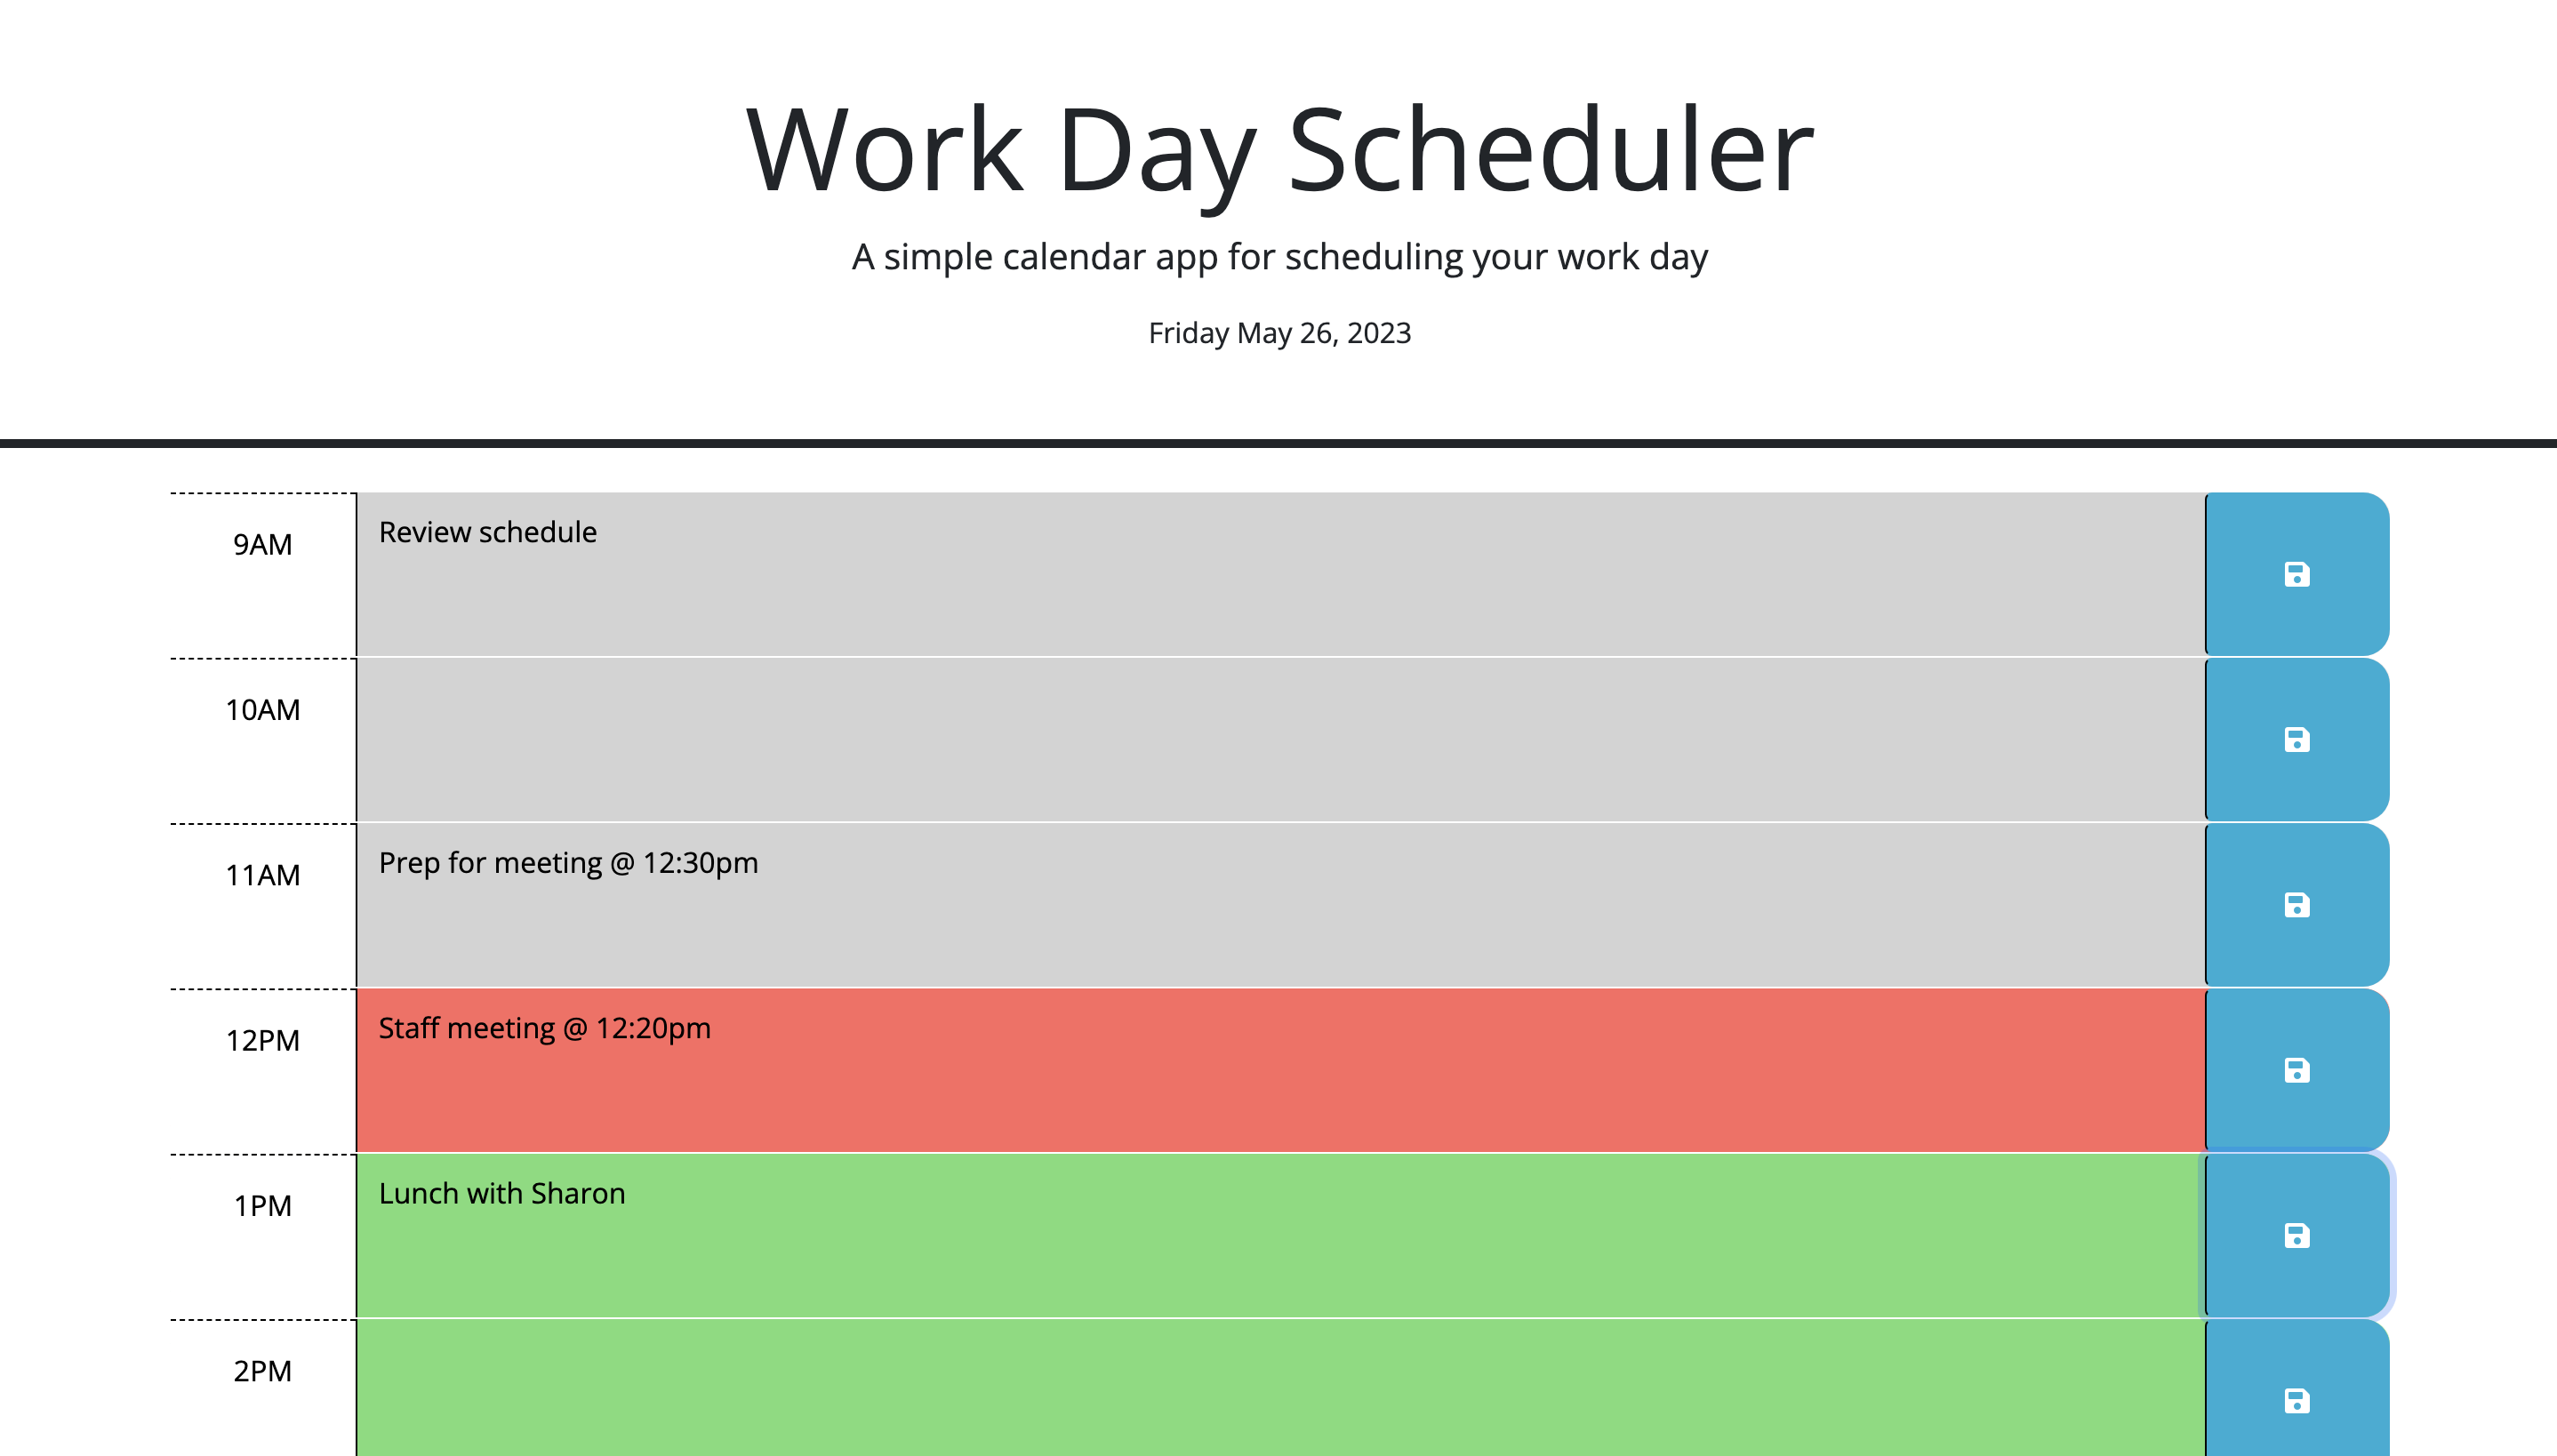 Work Day Scheduler
A simple calendar app for scheduling your work day
Friday May 26, 2023
9AM
Review schedule
10AM
11AM
Prep for meeting @ 12:30pm
12PM
Staff meeting @ 12:20pm
1PM
Lunch with Sharon
2PM